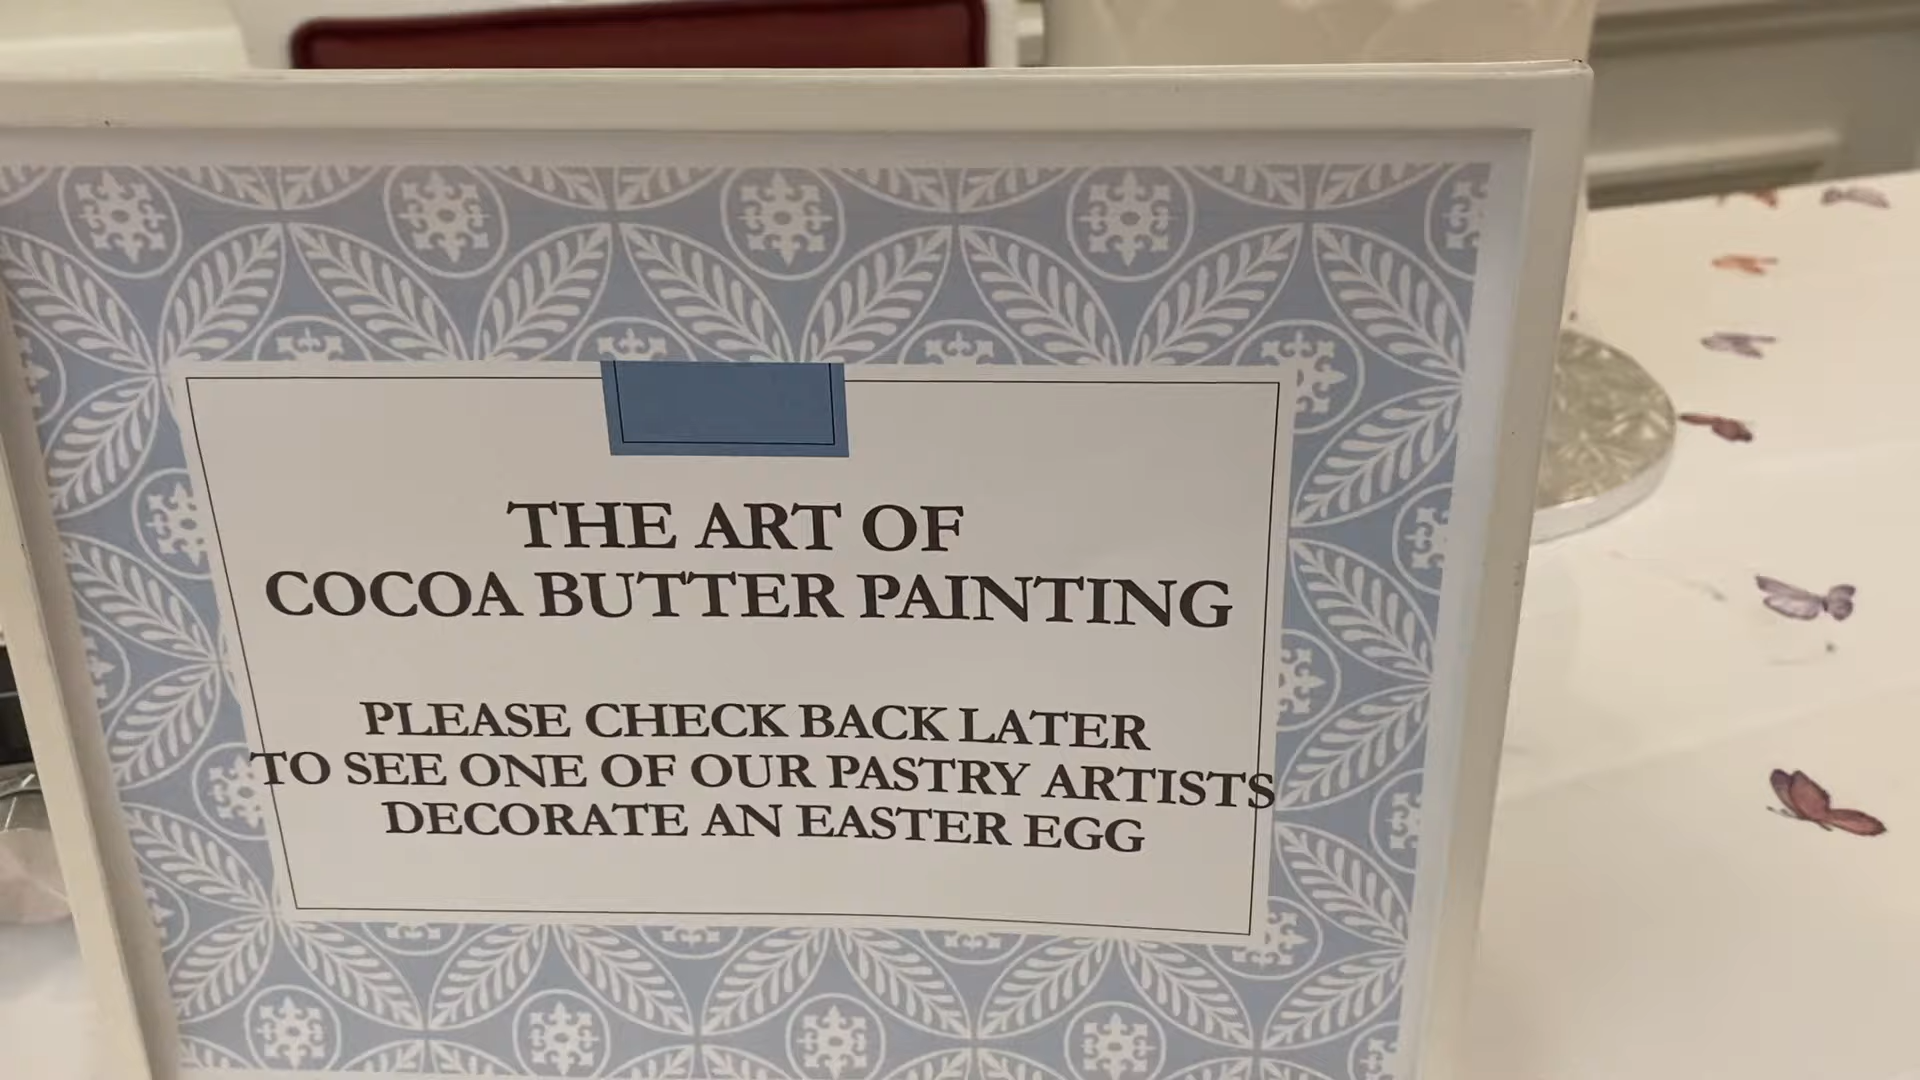 THE ART OF
COCOA BUTTER PAINTING
PLEASE CHECK BACK LATER
TO SEE ONE OF OUR PASTRY ARTISTS
DECORATE AN EASTER EGG